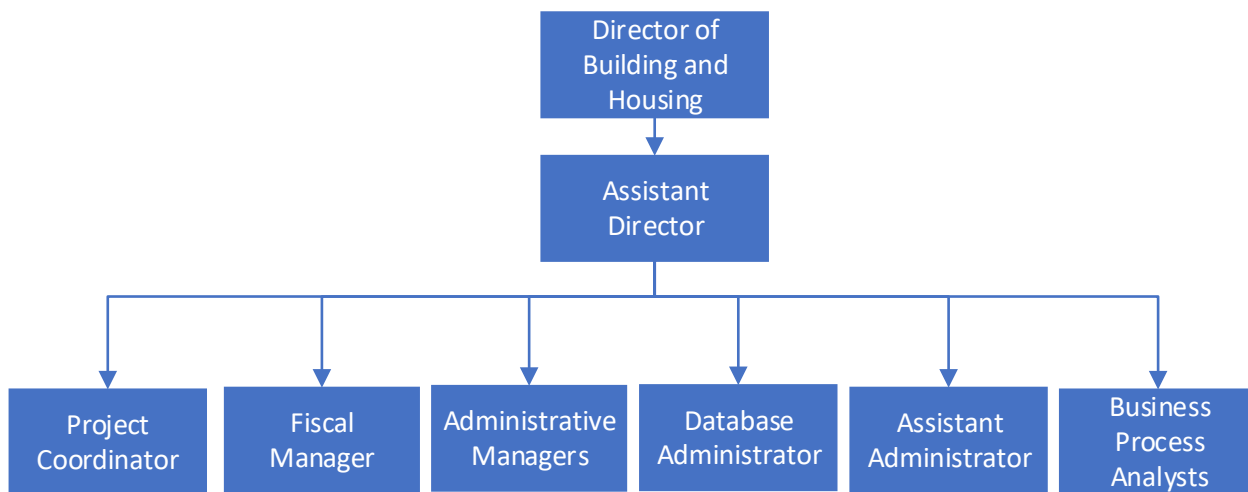 Director of
Building and
Housing
Assitant
Director
Project
Coordinator
Fiscal
Manager
Administrative
Managers
Database
Administrator
Assistant
Administrator
Business
Process
Analysts